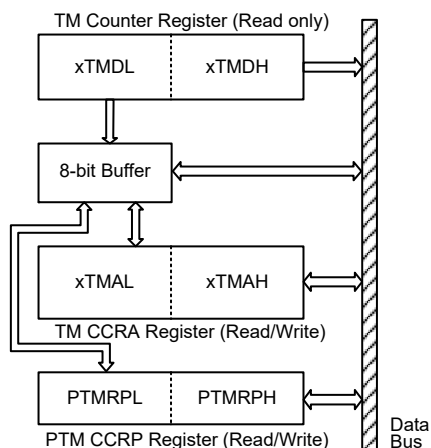 TM Counter Register (Read only)
xTMDL xTMDH
8-bit Buffer
xTMAL xTMAH
TM CCRA Register (Read/Write)
PTMRPL PTMRPH
PTM CCRP Register (Read/Write)
Data
Bus